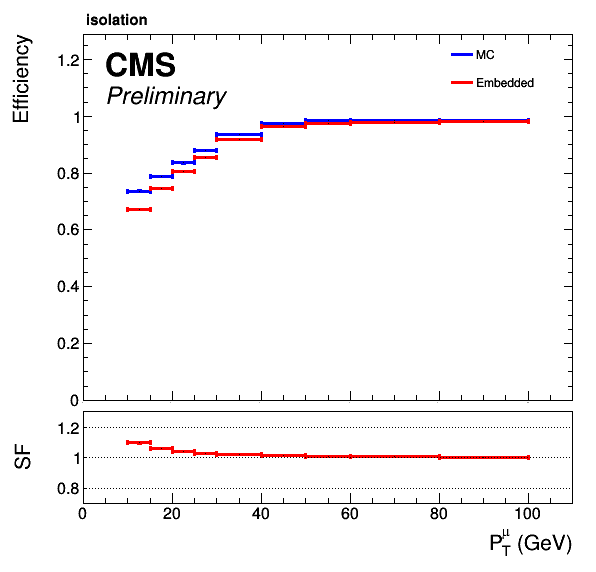 isolation
CMS
Preliminary
MC
Embedded
Efficiency
1.2
1
0.8
0.6
0.4
0.2
0
SF
1.2
1
0.8
0 20 40 60 80 100
P_T^μ (GeV)